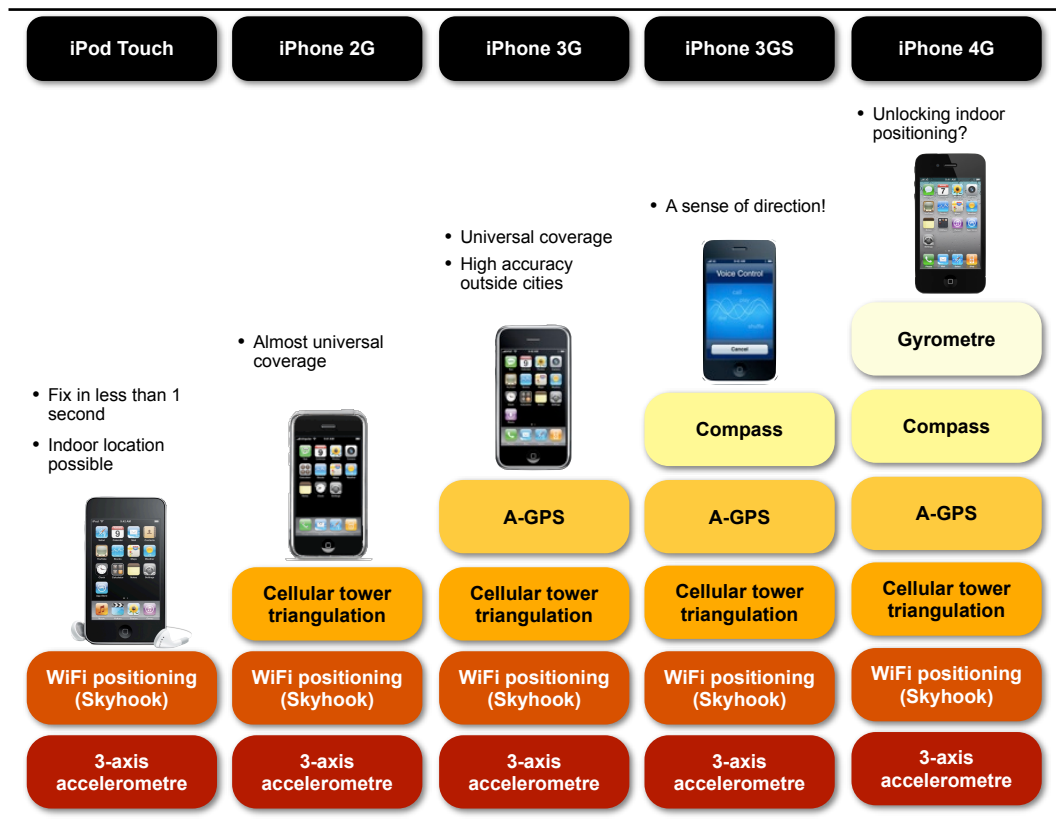 iPod Touch
iPhone 2G
iPhone 3G
iPhone 3GS
iPhone 4G
• Unlocking indoor
positioning?
• A sense of direction!
• Universal coverage
• High accuracy
outside cities
• Almost universal
coverage
• Fix in less than 1
second
• Indoor location
possible
Voice Control
Cancel
Gyrometre
Compass
Compass
A-GPS
A-GPS
A-GPS
Cellular tower
triangulation
Cellular tower
triangulation
Cellular tower
triangulation
Cellular tower
triangulation
WiFi positioning
(Skyhook)
WiFi positioning
(Skyhook)
WiFi positioning
(Skyhook)
WiFi positioning
(Skyhook)
WiFi positioning
(Skyhook)
3-axis
accelerometre
3-axis
accelerometre
3-axis
accelerometre
3-axis
accelerometre
3-axis
accelerometre